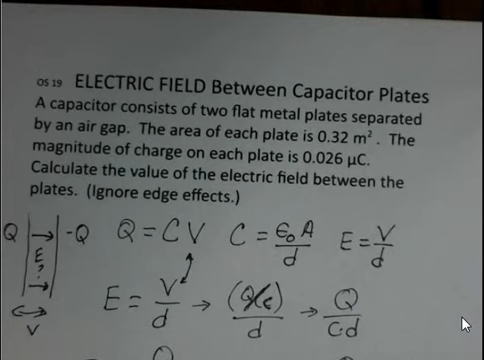 OS 19 ELECTRIC FIELD Between Capacitor Plates
A capacitor consists of two flat metal plates separated
by an air gap. The area of each plate is 0.32 m². The
magnitude of charge on each plate is 0.026 µC.
Calculate the value of the electric field between the
plates. (Ignore edge effects.)
Q → -Q Q = CV C = ε₀A/d E = V/d
E ?
→
V
E = V/d → (Q/C)/d → Q/C·d